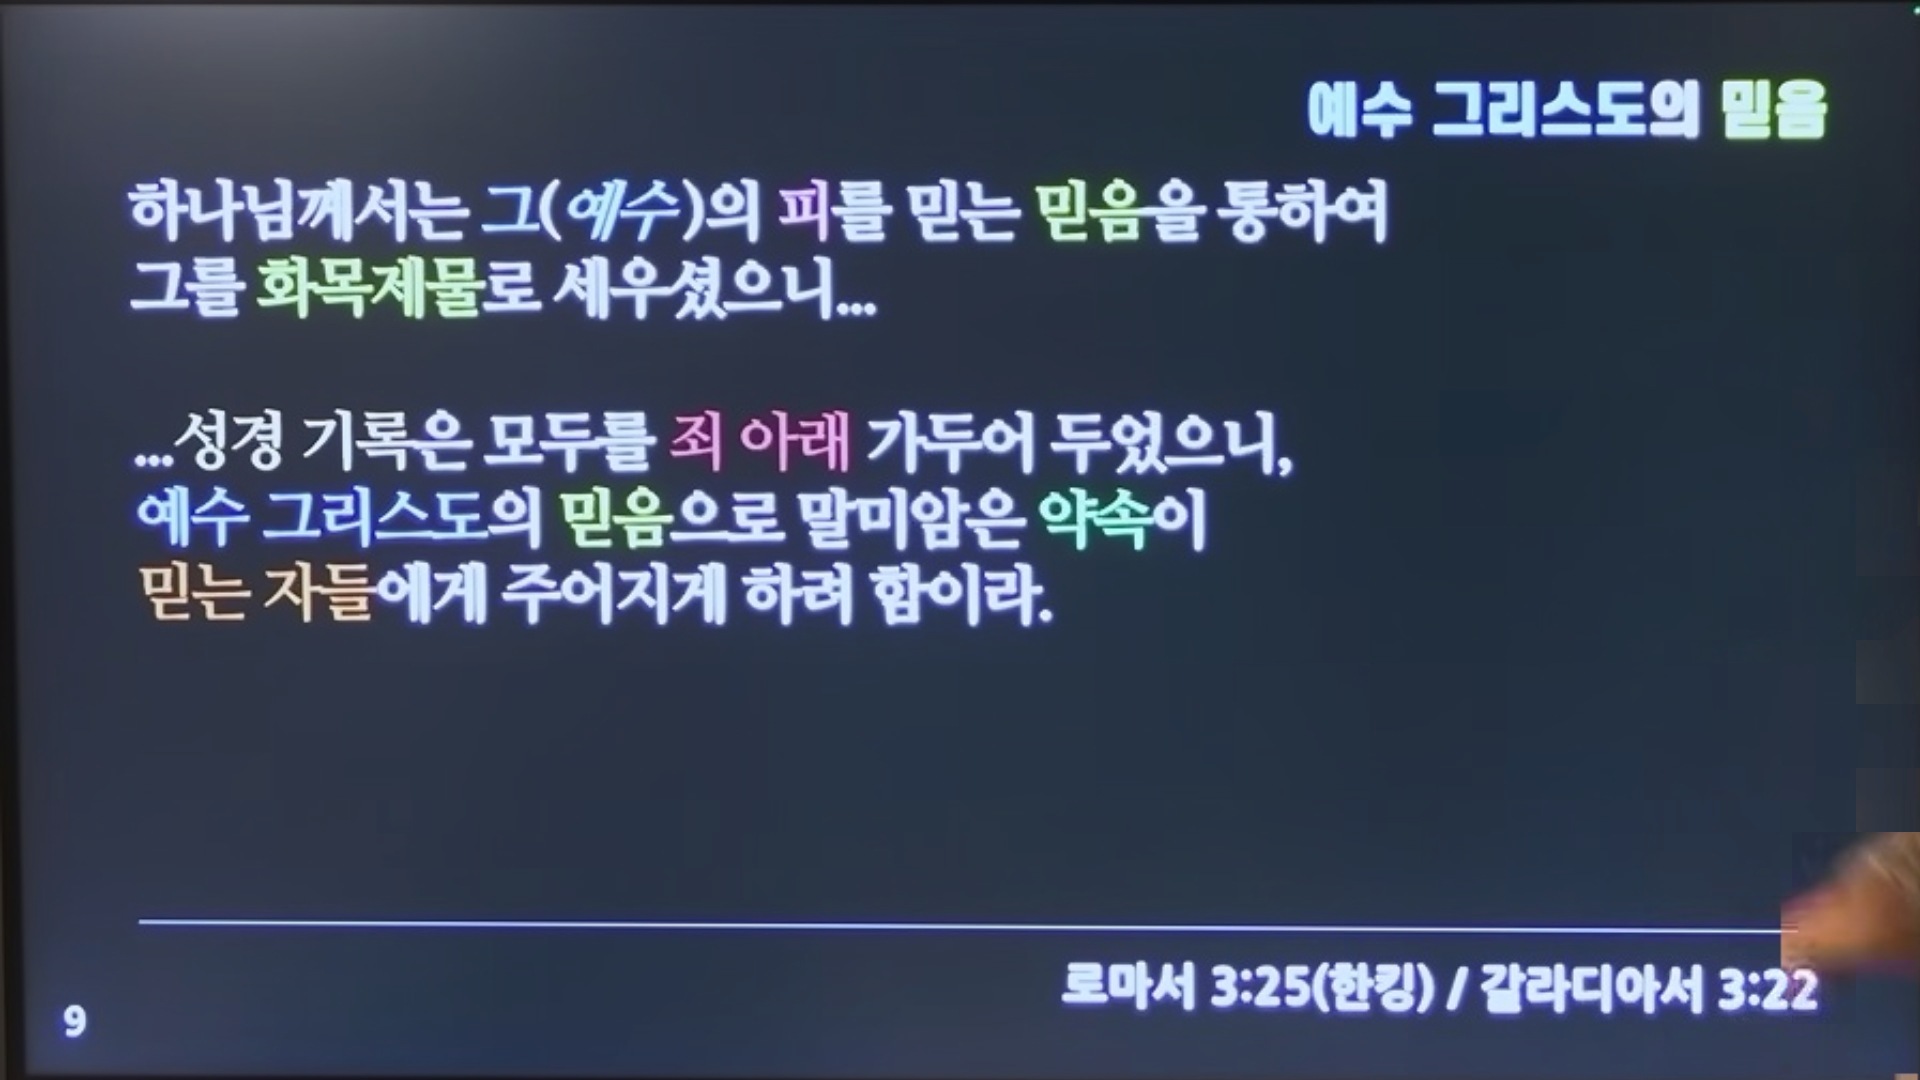 예수 그리스도의 믿음
하나님께서는 그(예수)의 피를 믿는 믿음을 통하여
그를 화목제물로 세우셨으니...
...성경 기록은 모두를 죄 아래 가두어 두었으니,
예수 그리스도의 믿음으로 말미암은 약속이
믿는 자들에게 주어지게 하려 함이라.
로마서 3:25(한킹) / 갈라디아서 3:22
9